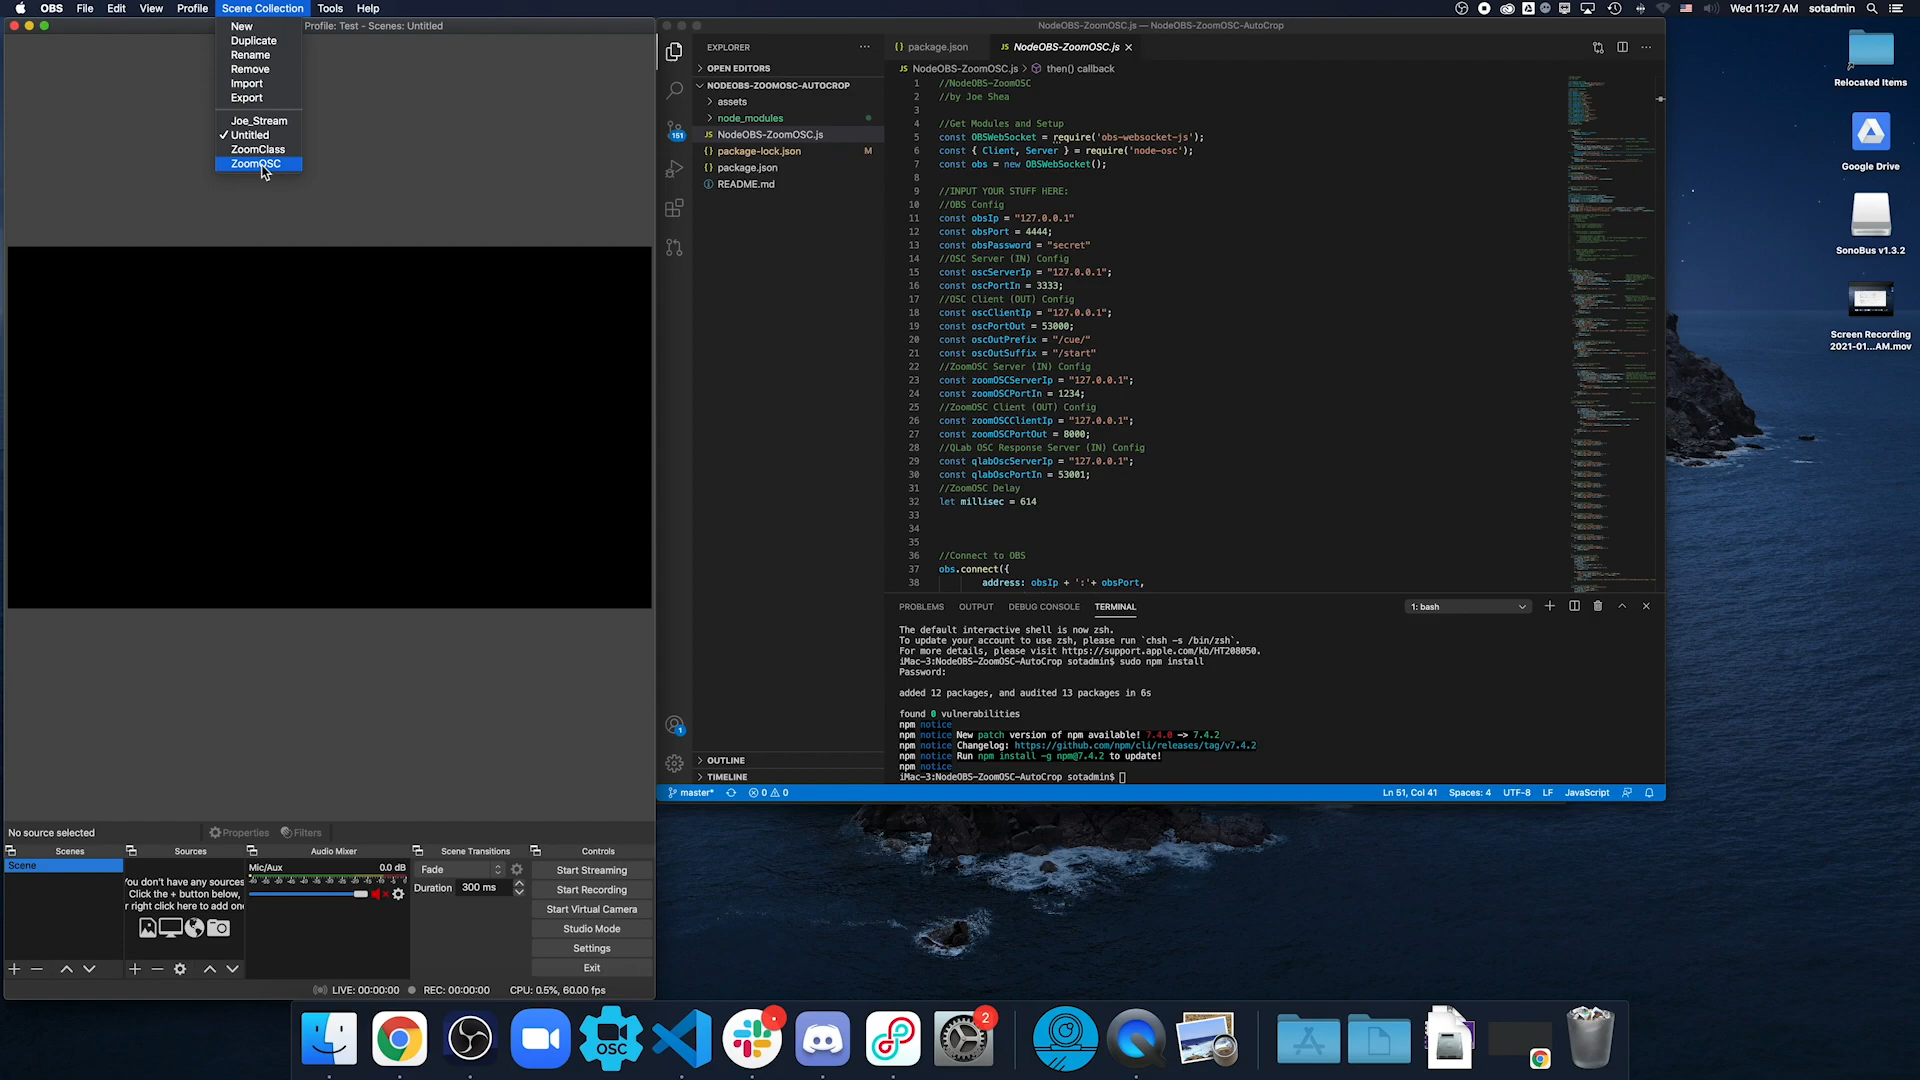 OBS File Edit View Profile Scene Collection Tools Help
Wed 11:27 AM sotadmin
Profile: Test - Scenes: Untitled
New
Duplicate
Rename
Remove
Import
Export
Joe_Stream
✓ Untitled
ZoomClass
ZoomOSC
NodeOBS-ZoomOSC.js — NodeOBS-ZoomOSC-AutoCrop
EXPLORER
OPEN EDITORS
NODEOBS-ZOOMOSC-AUTOCROP
assets
node_modules
JS NodeOBS-ZoomOSC.js
{} package-lock.json M
{} package.json
README.md
151
1
OUTLINE
TIMELINE
{} package.json
JS NodeOBS-ZoomOSC.js
JS NodeOBS-ZoomOSC.js > then() callback
1 //NodeOBS-ZoomOSC
2 //by Joe Shea
3
4 //Get Modules and Setup
5 const OBSWebSocket = require('obs-websocket-js');
6 const { Client, Server } = require('node-osc');
7 const obs = new OBSWebSocket();
8
9 //INPUT YOUR STUFF HERE:
10 //OBS Config
11 const obsIp = "127.0.0.1"
12 const obsPort = 4444;
13 const obsPassword = "secret"
14 //OSC Server (IN) Config
15 const oscServerIp = "127.0.0.1";
16 const oscPortIn = 3333;
17 //OSC Client (OUT) Config
18 const oscClientIp = "127.0.0.1";
19 const oscPortOut = 53000;
20 const oscOutPrefix = "/cue/"
21 const oscOutSuffix = "/start"
22 //ZoomOSC Server (IN) Config
23 const zoomOSCServerIp = "127.0.0.1";
24 const zoomOSCPortIn = 1234;
25 //ZoomOSC Client (OUT) Config
26 const zoomOSCClientIp = "127.0.0.1";
27 const zoomOSCPortOut = 8000;
28 //QLab OSC Response Server (IN) Config
29 const qlabOscServerIp = "127.0.0.1";
30 const qlabOscPortIn = 53001;
31 //ZoomOSC Delay
32 let millisec = 614
33
34
35
36 //Connect to OBS
37 obs.connect({
38 address: obsIp + ':'+ obsPort,
PROBLEMS OUTPUT DEBUG CONSOLE TERMINAL
1: bash
The default interactive shell is now zsh.
To update your account to use zsh, please run `chsh -s /bin/zsh`.
For more details, please visit https://support.apple.com/kb/HT208050.
iMac-3:NodeOBS-ZoomOSC-AutoCrop sotadmin$ sudo npm install
Password:
added 12 packages, and audited 13 packages in 6s
found 0 vulnerabilities
npm notice
npm notice New patch version of npm available! 7.4.0 -> 7.4.2
npm notice Changelog: https://github.com/npm/cli/releases/tag/v7.4.2
npm notice Run npm install -g npm@7.4.2 to update!
npm notice
iMac-3:NodeOBS-ZoomOSC-AutoCrop sotadmin$
master* 0 0
Ln 51, Col 41 Spaces: 4 UTF-8 LF JavaScript
Relocated Items
Google Drive
SonoBus v1.3.2
Screen Recording
2021-01...AM.mov
No source selected Properties Filters
Scenes Sources Audio Mixer Scene Transitions Controls
Scene
You don't have any sources.
Click the + button below,
r right click here to add one
Mic/Aux 0.0 dB
Fade
Duration 300 ms
Start Streaming
Start Recording
Start Virtual Camera
Studio Mode
Settings
Exit
LIVE: 00:00:00 REC: 00:00:00 CPU: 0.5%, 60.00 fps
OSC
2